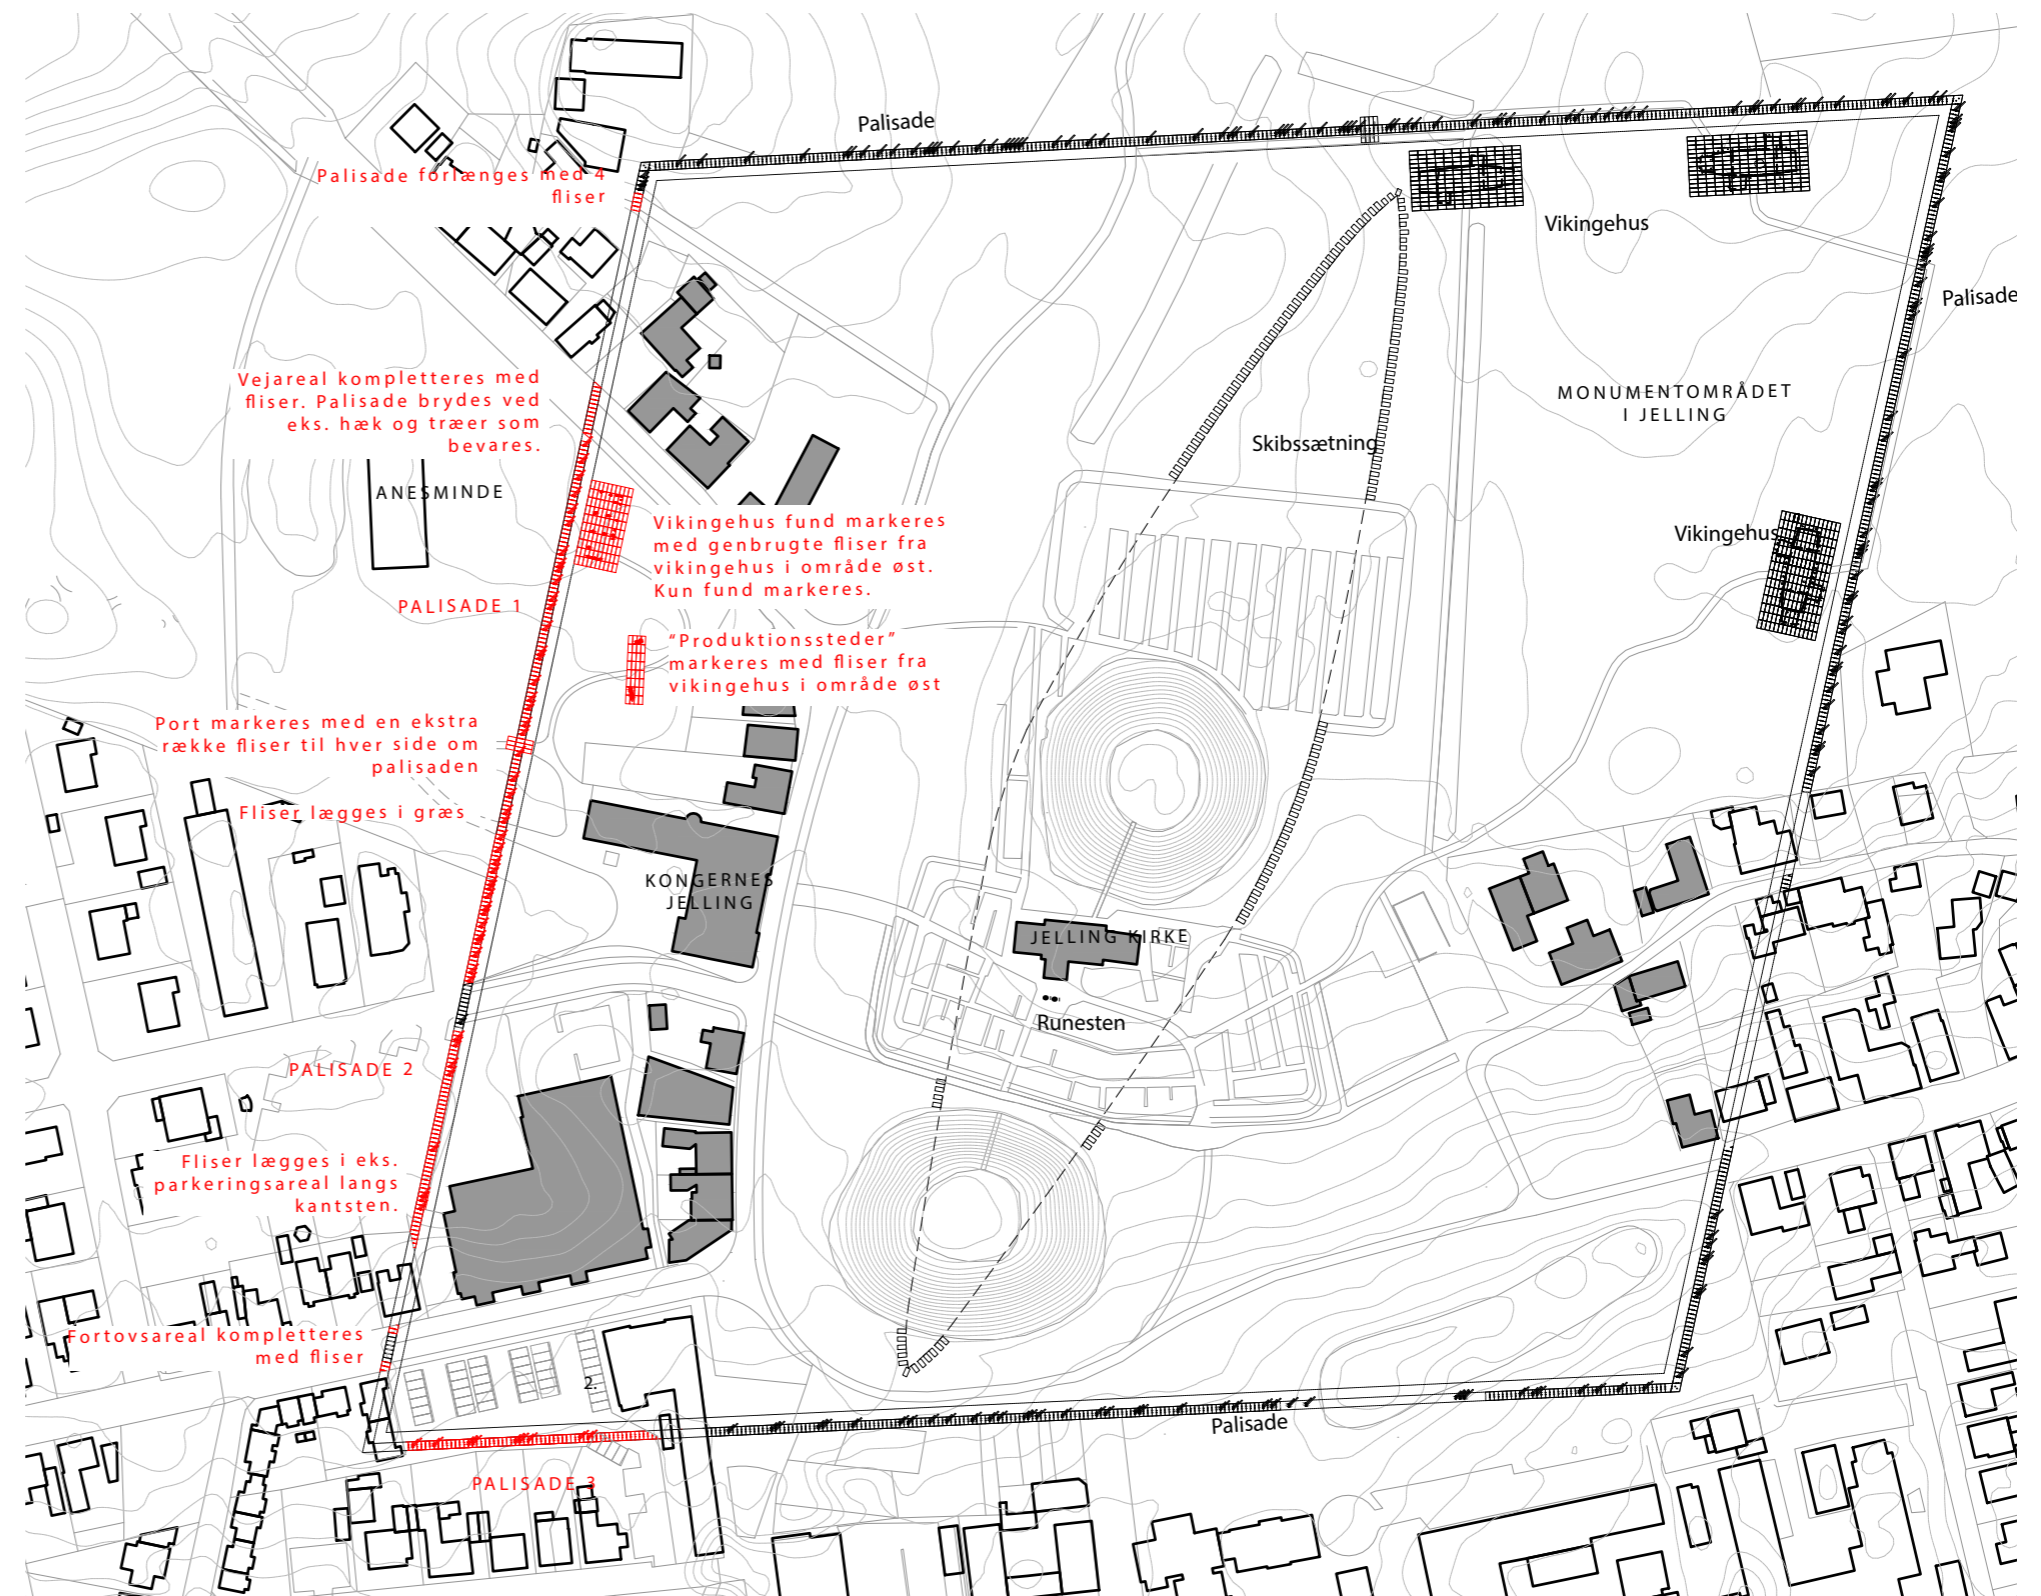 Palisade
Palisade forlænges med 4
fliser
Vikingehus
Palisade
Vejareal kompletteres med
fliser. Palisade brydes ved
eks. hæk og træer som
bevares.
MONUMENTOMRÅDET
I JELLING
Skibssætning
ANESMINDE
Vikingehus fund markeres
med genbrugte fliser fra
vikingehus i område øst.
Kun fund markeres.
Vikingehus
PALISADE 1
"Produktionssteder"
markeres med fliser fra
vikingehus i område øst
Port markeres med en ekstra
række fliser til hver side om
palisaden
Fliser lægges i græs
KONGERNES
JELLING
JELLING KIRKE
Runesten
PALISADE 2
Fliser lægges i eks.
parkeringsareal langs
kantsten.
Fortovsareal kompletteres
med fliser
2.
Palisade
PALISADE 3